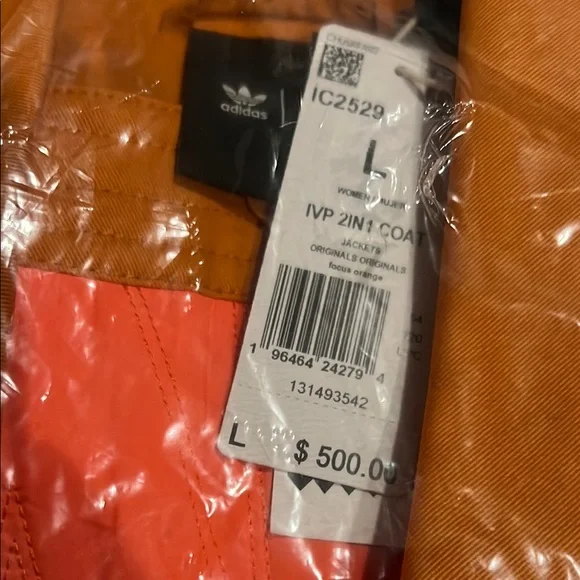 adidas
IC2529
L
IVP 2IN1 COAT
JACKETS
ORIGINALS ORIGINALS
focus orange
1 96464 24279 4
131493542
L $ 500.00